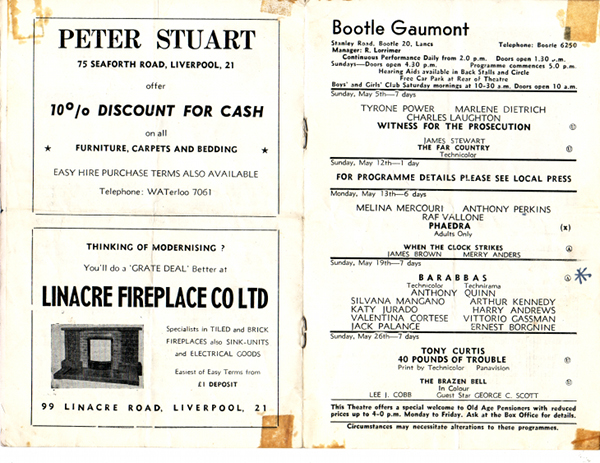 PETER STUART
75 SEAFORTH ROAD, LIVERPOOL, 21
offer
10% DISCOUNT FOR CASH
on all
★ FURNITURE, CARPETS AND BEDDING ★
EASY HIRE PURCHASE TERMS ALSO AVAILABLE
Telephone: WATerloo 7061
THINKING OF MODERNISING ?
You'll do a 'GRATE DEAL' Better at
LINACRE FIREPLACE CO LTD
Specialists in TILED and BRICK
FIREPLACES also SINK-UNITS
and ELECTRICAL GOODS
Easiest of Easy Terms from
£1 DEPOSIT
99 LINACRE ROAD, LIVERPOOL, 21
Bootle Gaumont
Stanley Road, Bootle 20, Lancs Telephone: Bootle 6250
Manager: R. Lorrimer
Continuous Performance Daily from 2.0 p.m. Doors open 1.30 p.m.
Sundays—Doors open 4.30 p.m. Programme commences 5.0 p.m.
Hearing Aids available in Back Stalls and Circle
Free Car Park at Rear of Theatre
Boys' and Girls' Club Saturday mornings at 10-30 a.m. Doors open 10 a.m.
Sunday, May 5th—7 days
TYRONE POWER MARLENE DIETRICH
CHARLES LAUGHTON
WITNESS FOR THE PROSECUTION
JAMES STEWART
THE FAR COUNTRY
Technicolor
Sunday, May 12th—1 day
FOR PROGRAMME DETAILS PLEASE SEE LOCAL PRESS
Monday, May 13th—6 days
MELINA MERCOURI ANTHONY PERKINS
RAF VALLONE
PHAEDRA (x)
Adults Only
WHEN THE CLOCK STRIKES
JAMES BROWN MERRY ANDERS
Sunday, May 19th—7 days
BARABBAS
Technicolor Technirama
ANTHONY QUINN
SILVANA MANGANO ARTHUR KENNEDY
KATY JURADO HARRY ANDREWS
VALENTINA CORTESE VITTORIO GASSMAN
JACK PALANCE ERNEST BORGNINE
Sunday, May 26th—7 days
TONY CURTIS
40 POUNDS OF TROUBLE
Print by Technicolor Panavision
THE BRAZEN BELL
In Colour
LEE J. COBB Guest Star GEORGE C. SCOTT
This Theatre offers a special welcome to Old Age Pensioners with reduced
prices up to 4-0 p.m. Monday to Friday. Ask at the Box Office for details.
Circumstances may necessitate alterations to these programmes.